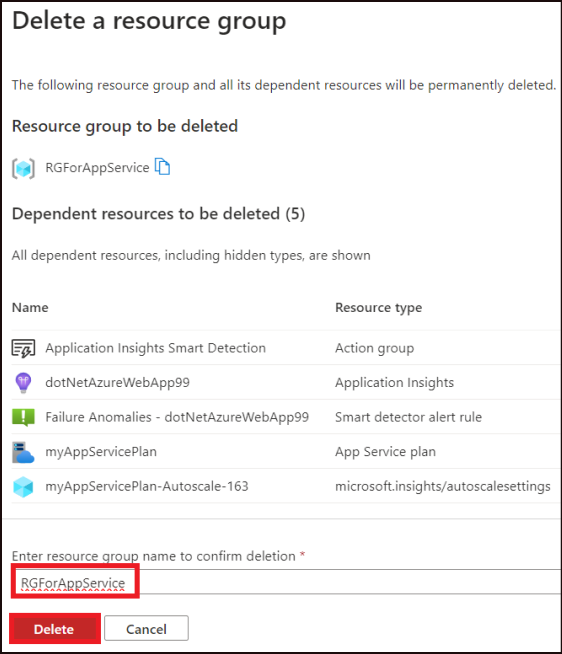 Delete a resource group
The following resource group and all its dependent resources will be permanently deleted.
Resource group to be deleted
RGForAppService
Dependent resources to be deleted (5)
All dependent resources, including hidden types, are shown
Name Resource type
Application Insights Smart Detection Action group
dotNetAzureWebApp99 Application Insights
Failure Anomalies - dotNetAzureWebApp99 Smart detector alert rule
myAppServicePlan App Service plan
myAppServicePlan-Autoscale-163 microsoft.insights/autoscalesettings
Enter resource group name to confirm deletion *
RGForAppService
Delete Cancel